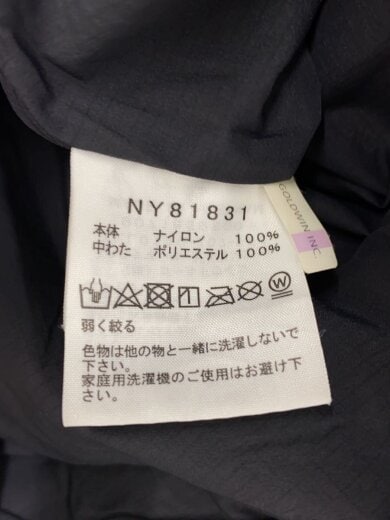 NY81831
本体 ナイロン 100%
中わた ポリエステル 100%
W
弱く絞る
色物は他の物と一緒に洗濯しないで
下さい。
家庭用洗濯機のご使用はお避け下
さい。
GOLDWIN INC.